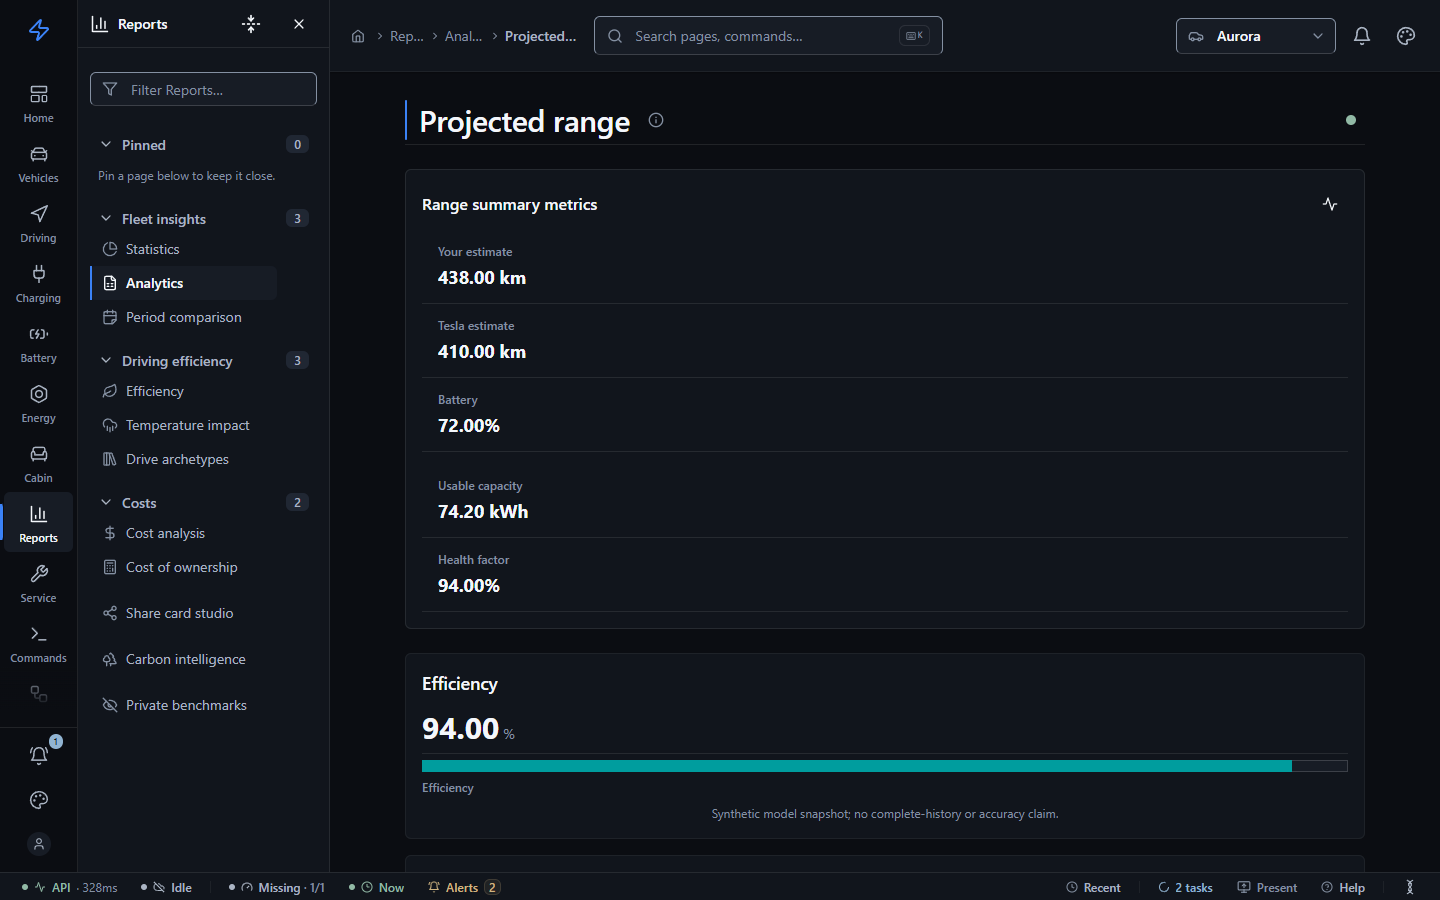 Reports
Rep...
Anal...
Projected...
Search pages, commands...
K
Aurora
Home
Vehicles
Driving
Charging
Battery
Energy
Cabin
Reports
Service
Commands
1
Filter Reports...
Pinned
0
Pin a page below to keep it close.
Fleet insights
3
Statistics
Analytics
Period comparison
Driving efficiency
3
Efficiency
Temperature impact
Drive archetypes
Costs
2
Cost analysis
Cost of ownership
Share card studio
Carbon intelligence
Private benchmarks
Projected range
Range summary metrics
Your estimate
438.00 km
Tesla estimate
410.00 km
Battery
72.00%
Usable capacity
74.20 kWh
Health factor
94.00%
Efficiency
94.00 %
Efficiency
Synthetic model snapshot; no complete-history or accuracy claim.
API · 328ms
Idle
Missing · 1/1
Now
Alerts 2
Recent
2 tasks
Present
Help